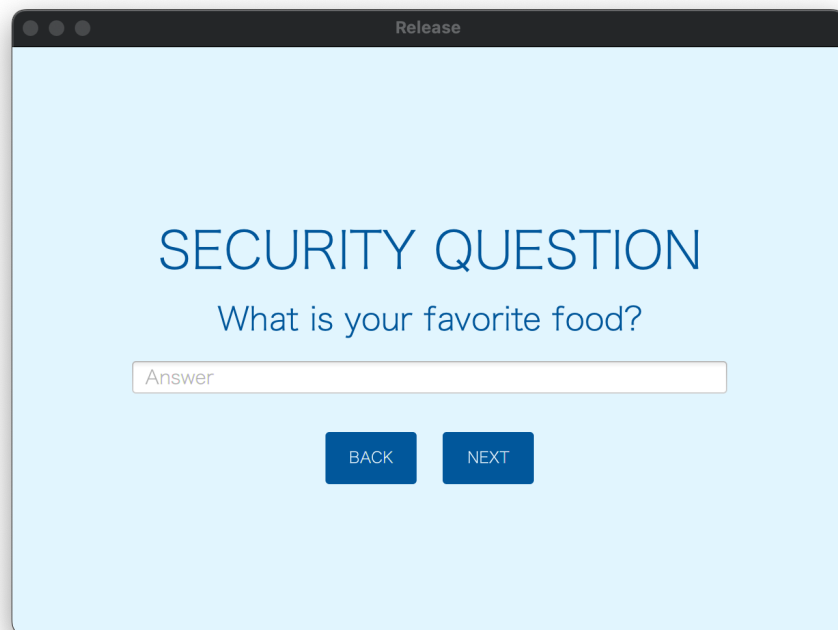 Release
SECURITY QUESTION
What is your favorite food?
Answer
BACK
NEXT